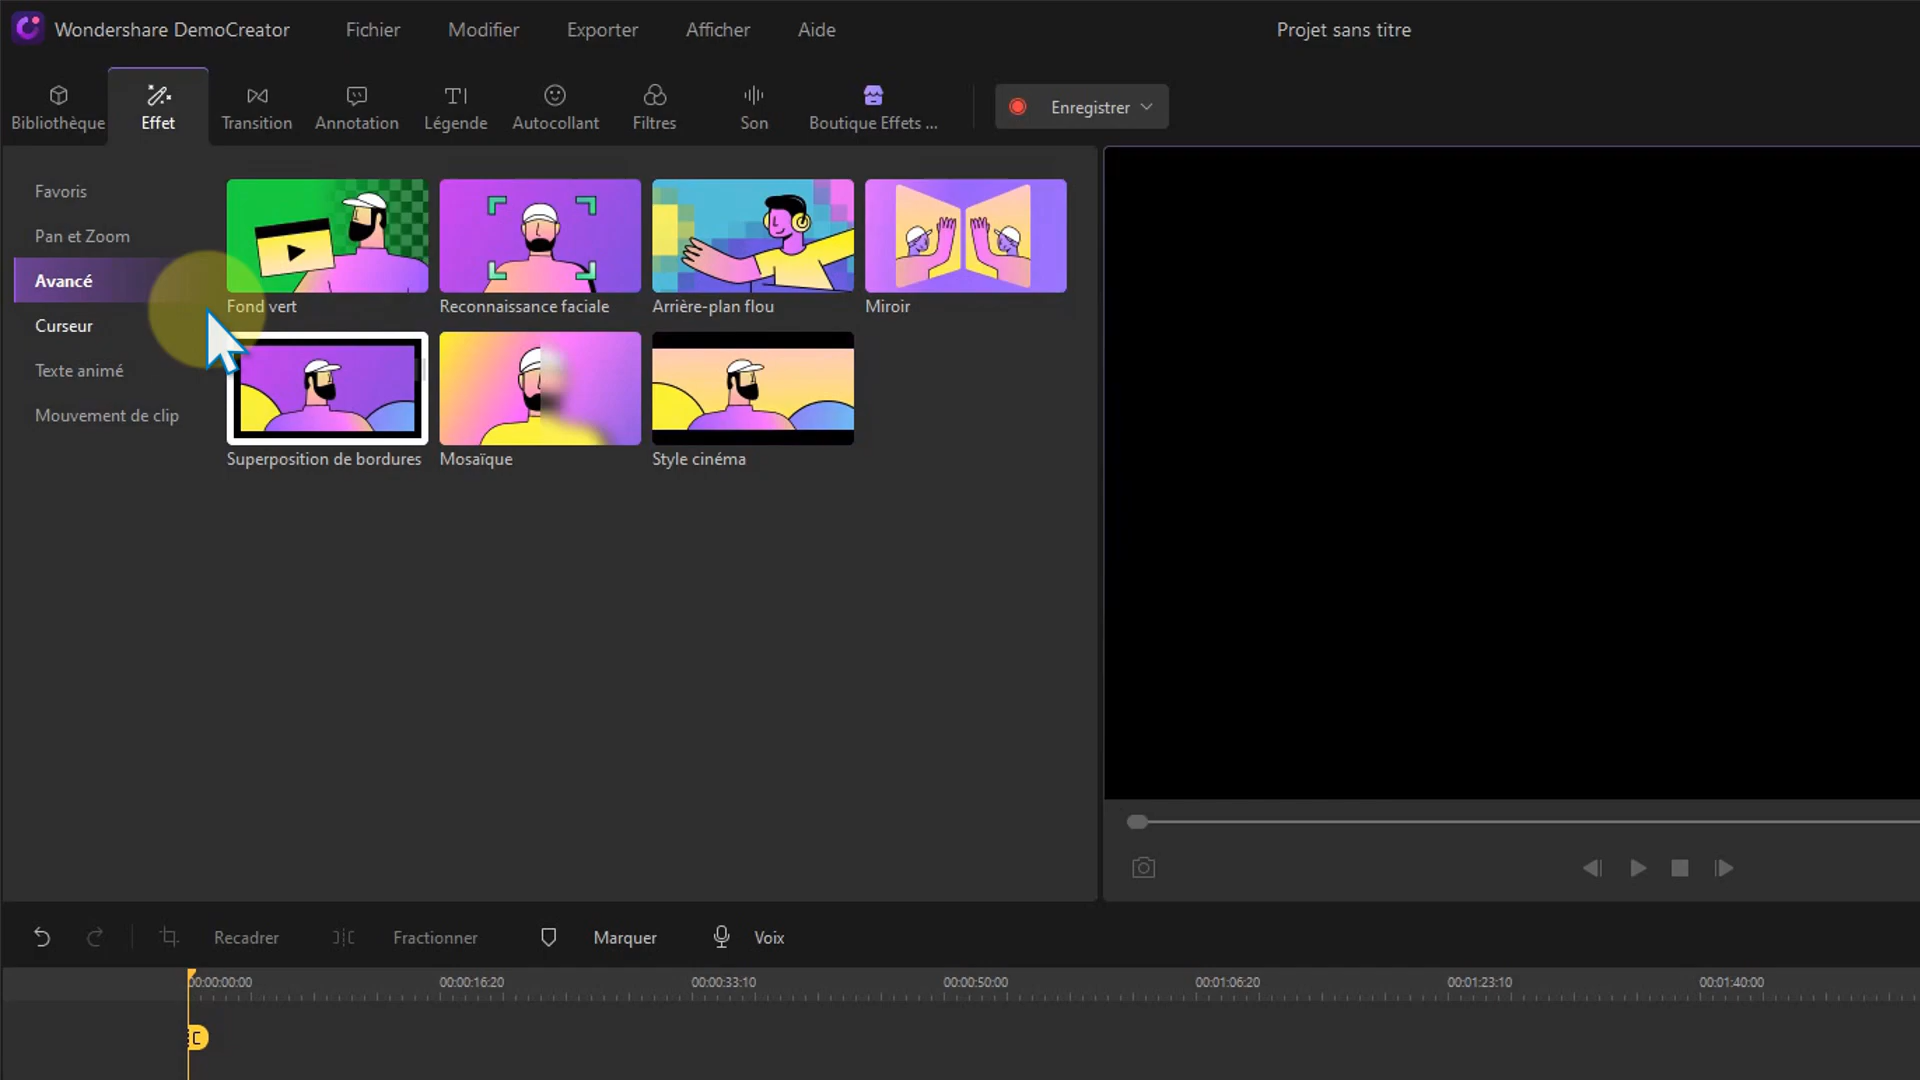 Wondershare DemoCreator
Fichier
Modifier
Exporter
Afficher
Aide
Projet sans titre
Bibliothèque
Effet
Transition
Annotation
Légende
Autocollant
Filtres
Son
Boutique Effets ...
Enregistrer
Favoris
Pan et Zoom
Avancé
Curseur
Texte animé
Mouvement de clip
Fond vert
Reconnaissance faciale
Arrière-plan flou
Miroir
Superposition de bordures
Mosaïque
Style cinéma
Recadrer
Fractionner
Marquer
Voix
00:00:00:00
00:00:16:20
00:00:33:10
00:00:50:00
00:01:06:20
00:01:23:10
00:01:40:00